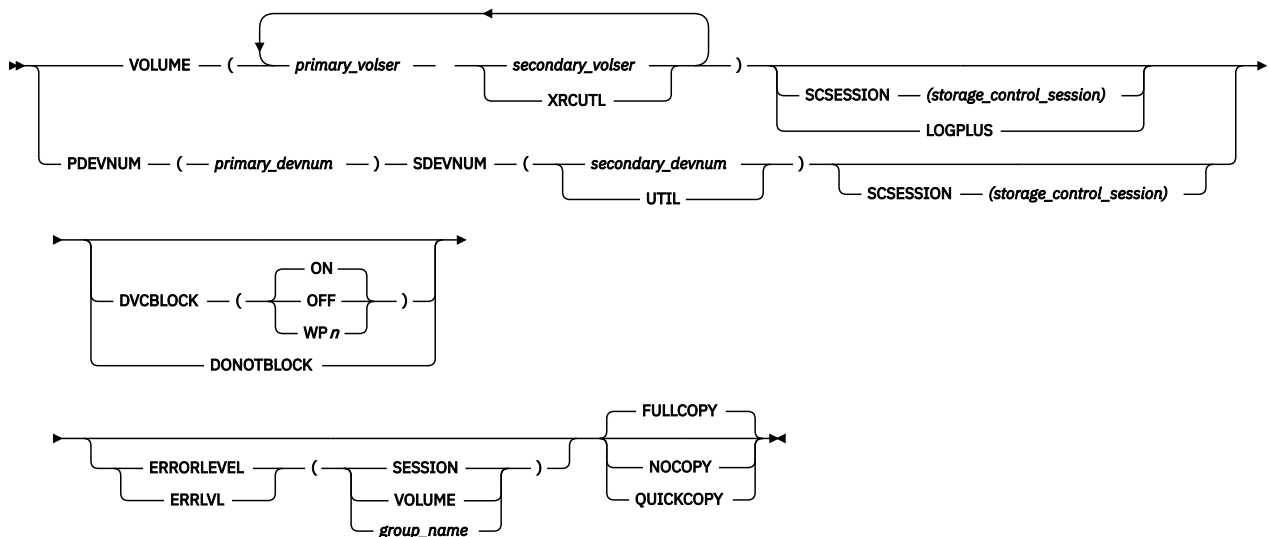 VOLUME ( primary_volser secondary_volser )
XRCUTL
SCSESSION (storage_control_session)
LOGPLUS
PDEVNUM ( primary_devnum ) SDEVNUM ( secondary_devnum )
UTIL
SCSESSION (storage_control_session)
ON
DVCBLOCK ( OFF )
WPn
DONOTBLOCK
FULLCOPY
ERRORLEVEL ( SESSION ) NOCOPY
ERRLVL VOLUME QUICKCOPY
group_name